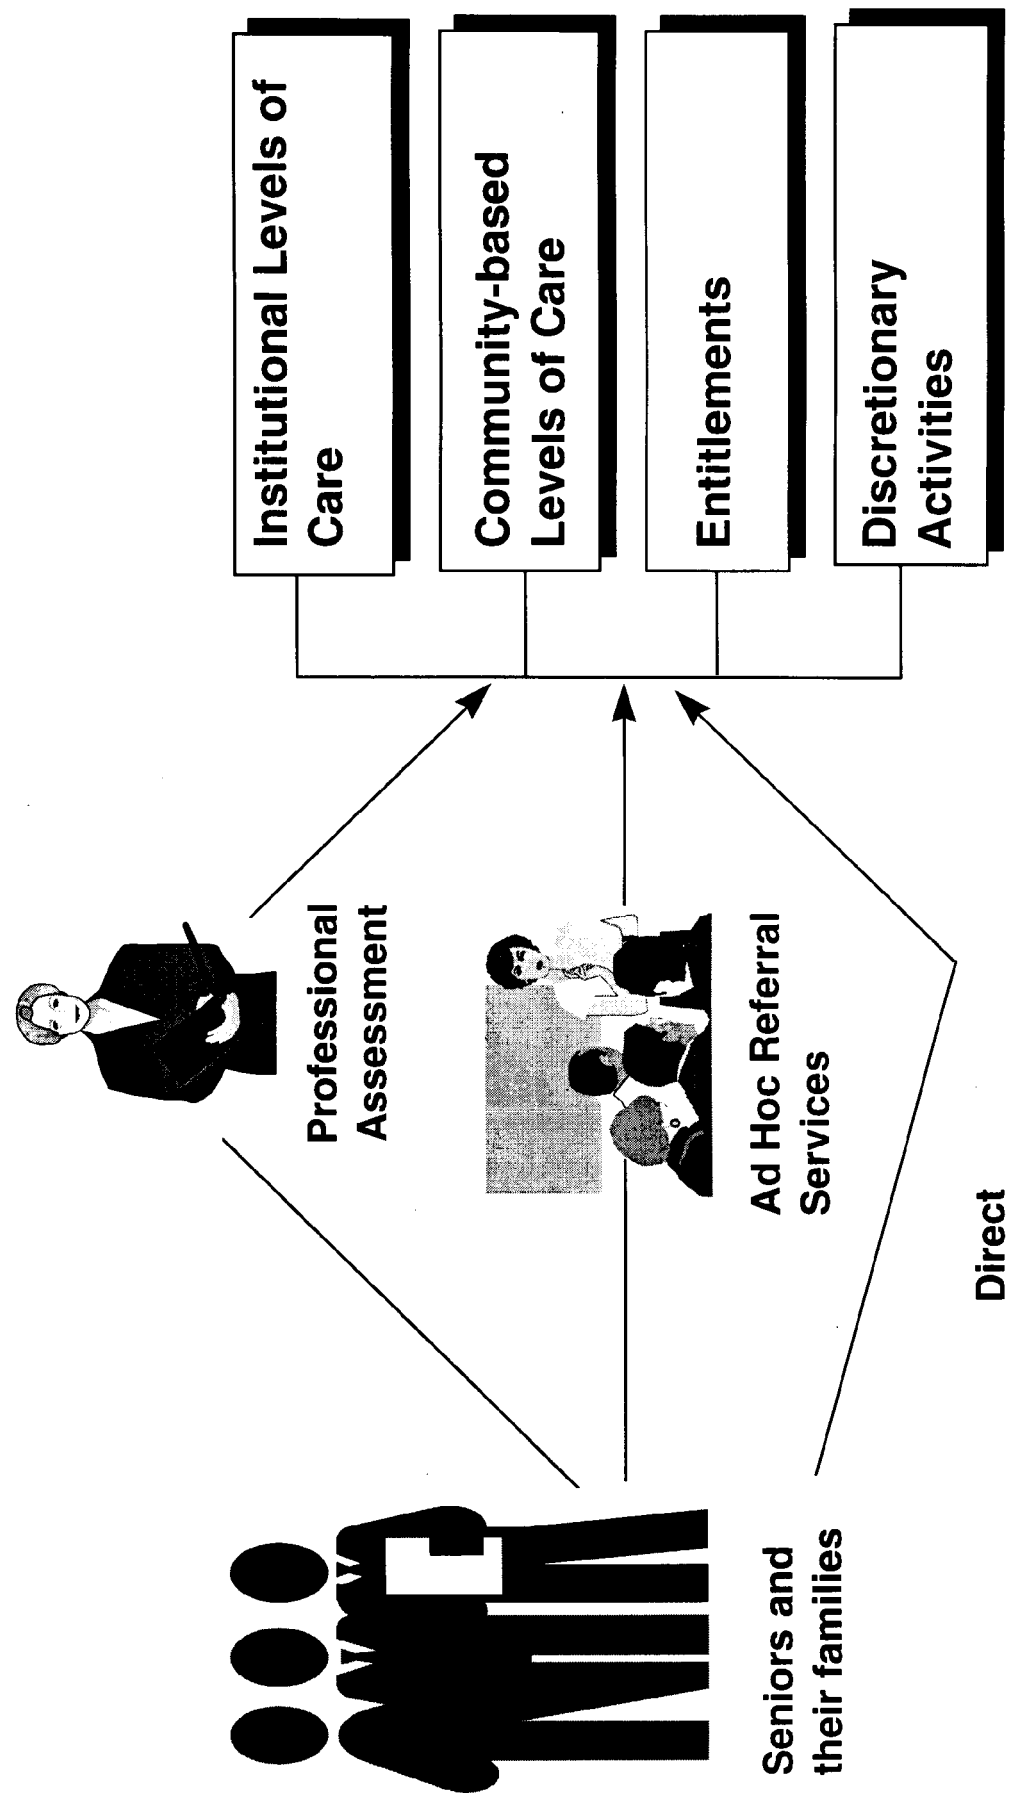 Seniors and
their families
Professional
Assessment
Ad Hoc Referral
Services
Direct
Institutional Levels of
Care
Community-based
Levels of Care
Entitlements
Discretionary
Activities